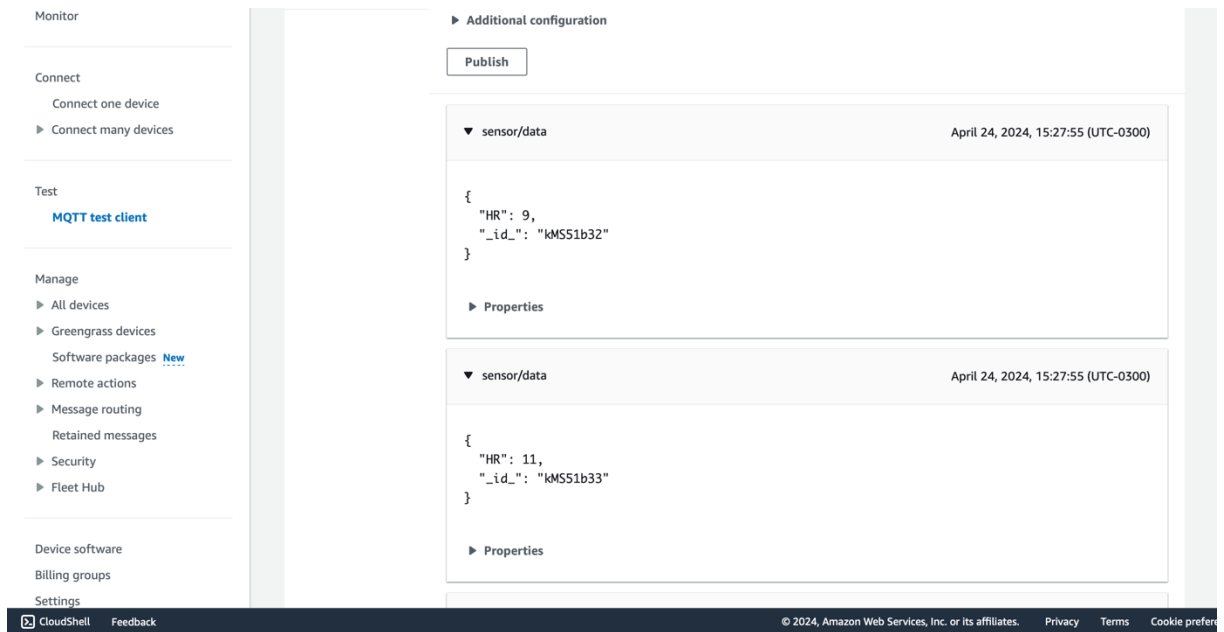 Monitor
Connect
Connect one device
Connect many devices
Test
MQTT test client
Manage
All devices
Greengrass devices
Software packages New
Remote actions
Message routing
Retained messages
Security
Fleet Hub
Device software
Billing groups
Settings
Additional configuration
Publish
sensor/data April 24, 2024, 15:27:55 (UTC-0300)
{
"HR": 9,
"_id_": "kMS51b32"
}
Properties
sensor/data April 24, 2024, 15:27:55 (UTC-0300)
{
"HR": 11,
"_id_": "kMS51b33"
}
Properties
CloudShell Feedback © 2024, Amazon Web Services, Inc. or its affiliates. Privacy Terms Cookie prefere